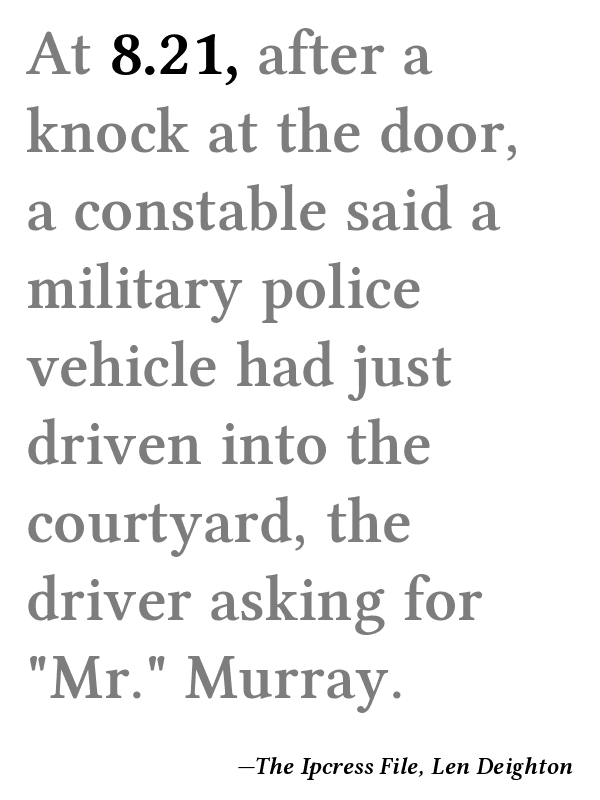 At 8.21, after a
knock at the door,
a constable said a
military police
vehicle had just
driven into the
courtyard, the
driver asking for
"Mr." Murray.
—The Ipcress File, Len Deighton